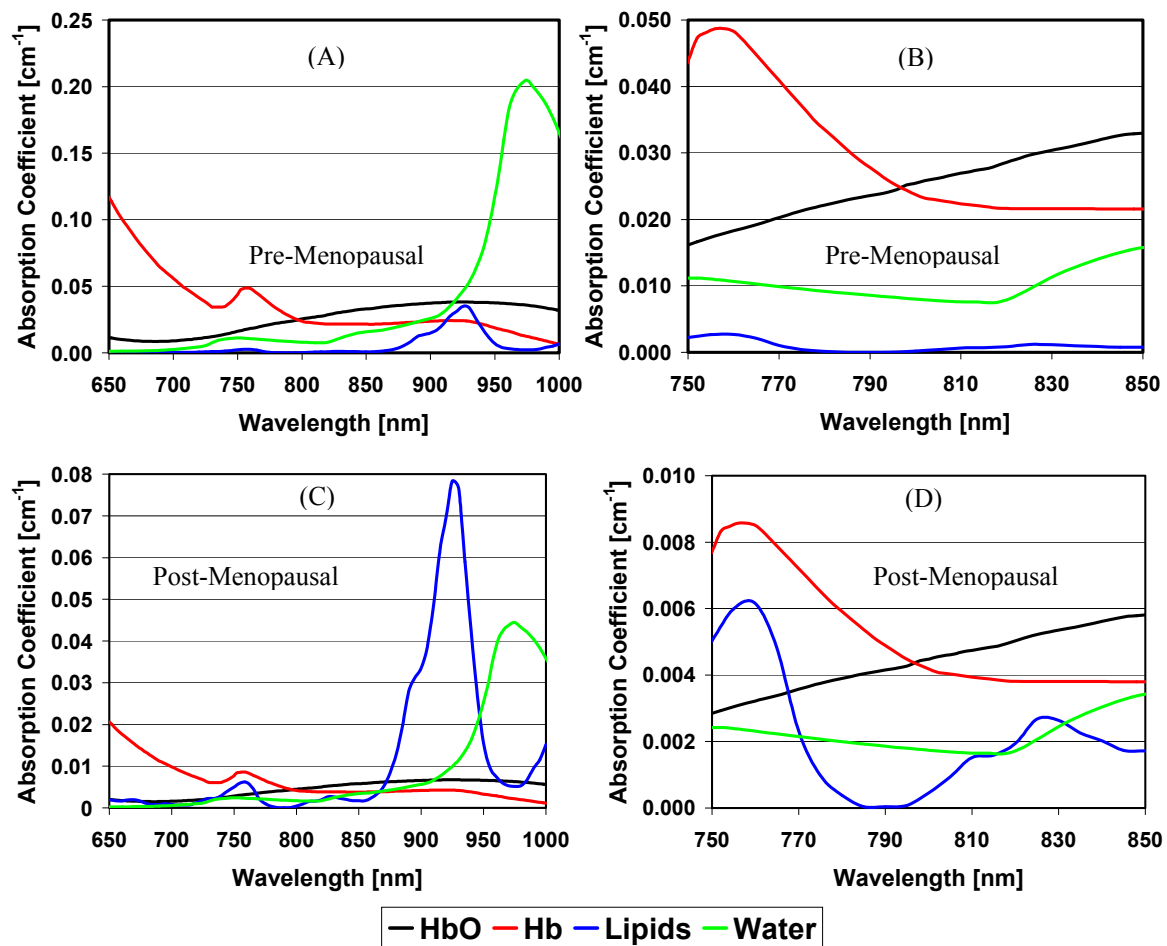 (A)
Pre-Menopausal
Absorption Coefficient [cm⁻¹]
0.25
0.20
0.15
0.10
0.05
0.00
650 700 750 800 850 900 950 1000
Wavelength [nm]
(B)
Pre-Menopausal
Absorption Coefficient [cm⁻¹]
0.050
0.040
0.030
0.020
0.010
0.000
750 770 790 810 830 850
Wavelength [nm]
(C)
Post-Menopausal
Absorption Coefficient [cm⁻¹]
0.08
0.07
0.06
0.05
0.04
0.03
0.02
0.01
0
650 700 750 800 850 900 950 1000
Wavelength [nm]
(D)
Post-Menopausal
Absorption Coefficient [cm⁻¹]
0.010
0.008
0.006
0.004
0.002
0.000
750 770 790 810 830 850
Wavelength [nm]
HbO Hb Lipids Water